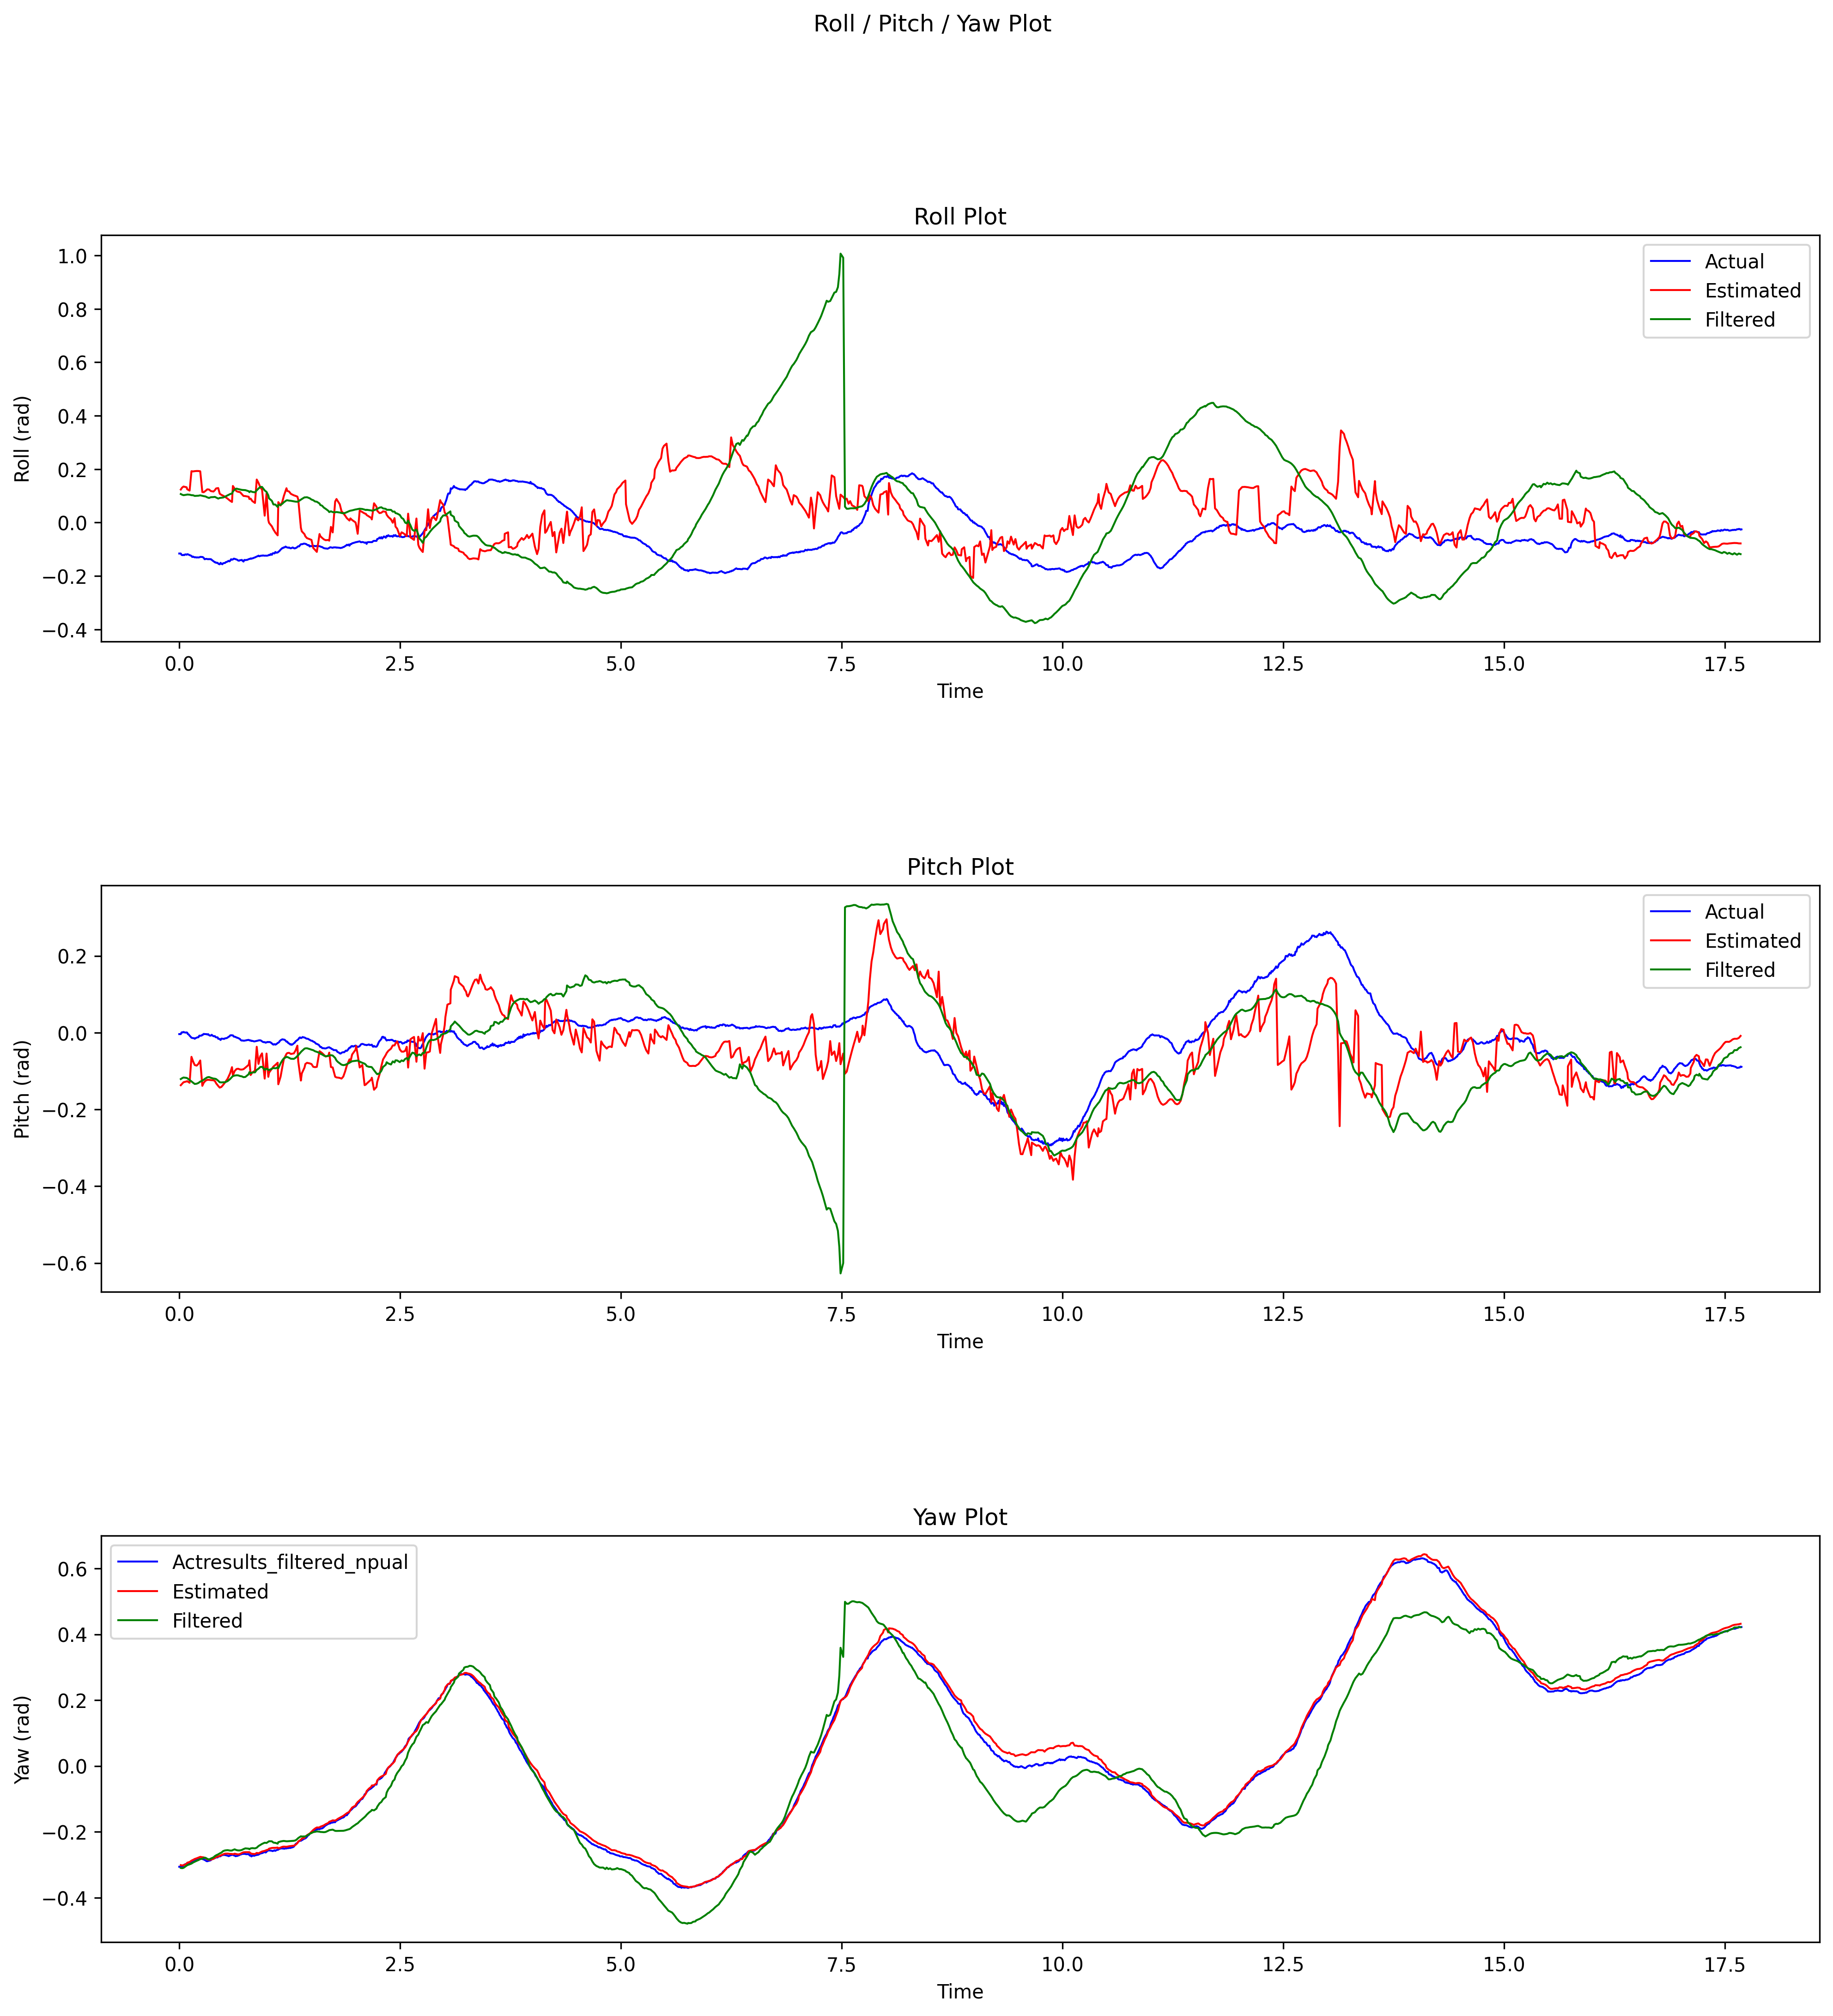 Roll / Pitch / Yaw Plot
Roll Plot
1.0
0.8
0.6
0.4
0.2
0.0
−0.2
−0.4
Roll (rad)
Actual
Estimated
Filtered
0.0 2.5 5.0 7.5 10.0 12.5 15.0 17.5
Time
Pitch Plot
0.2
0.0
−0.2
−0.4
−0.6
Pitch (rad)
Actual
Estimated
Filtered
0.0 2.5 5.0 7.5 10.0 12.5 15.0 17.5
Time
Yaw Plot
0.6
0.4
0.2
0.0
−0.2
−0.4
Yaw (rad)
Actresults_filtered_npual
Estimated
Filtered
0.0 2.5 5.0 7.5 10.0 12.5 15.0 17.5
Time